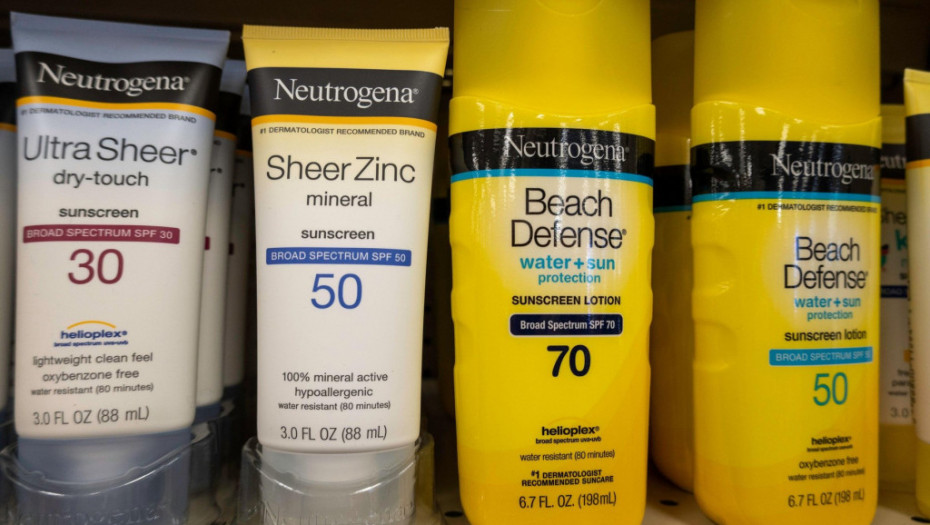 Neutrogena®
Ultra Sheer®
dry-touch
sunscreen
BROAD SPECTRUM SPF 30
30
helioplex®
broad spectrum uva·uvb
lightweight clean feel
oxybenzone free
water resistant (80 minutes)
3.0 FL OZ (88 mL)
Neutrogena®
#1 DERMATOLOGIST RECOMMENDED BRAND
SheerZinc
mineral
sunscreen
BROAD SPECTRUM SPF 50
50
100% mineral active
hypoallergenic
water resistant (80 minutes)
3.0 FL OZ (88 mL)
Neutrogena®
Beach
Defense®
water+sun
protection
SUNSCREEN LOTION
Broad Spectrum SPF 70
70
helioplex®
broad spectrum uva·uvb
water resistant (80 minutes)
#1 DERMATOLOGIST
RECOMMENDED SUNCARE
6.7 FL. OZ. (198mL)
Neutrogena®
#1 DERMATOLOGIST RECOMMENDED BRAND
Beach
Defense®
water+sun
protection
sunscreen lotion
BROAD SPECTRUM SPF 50
50
helioplex®
oxybenzone free
water resistant (80 minutes)
6.7 FL OZ (198 mL)